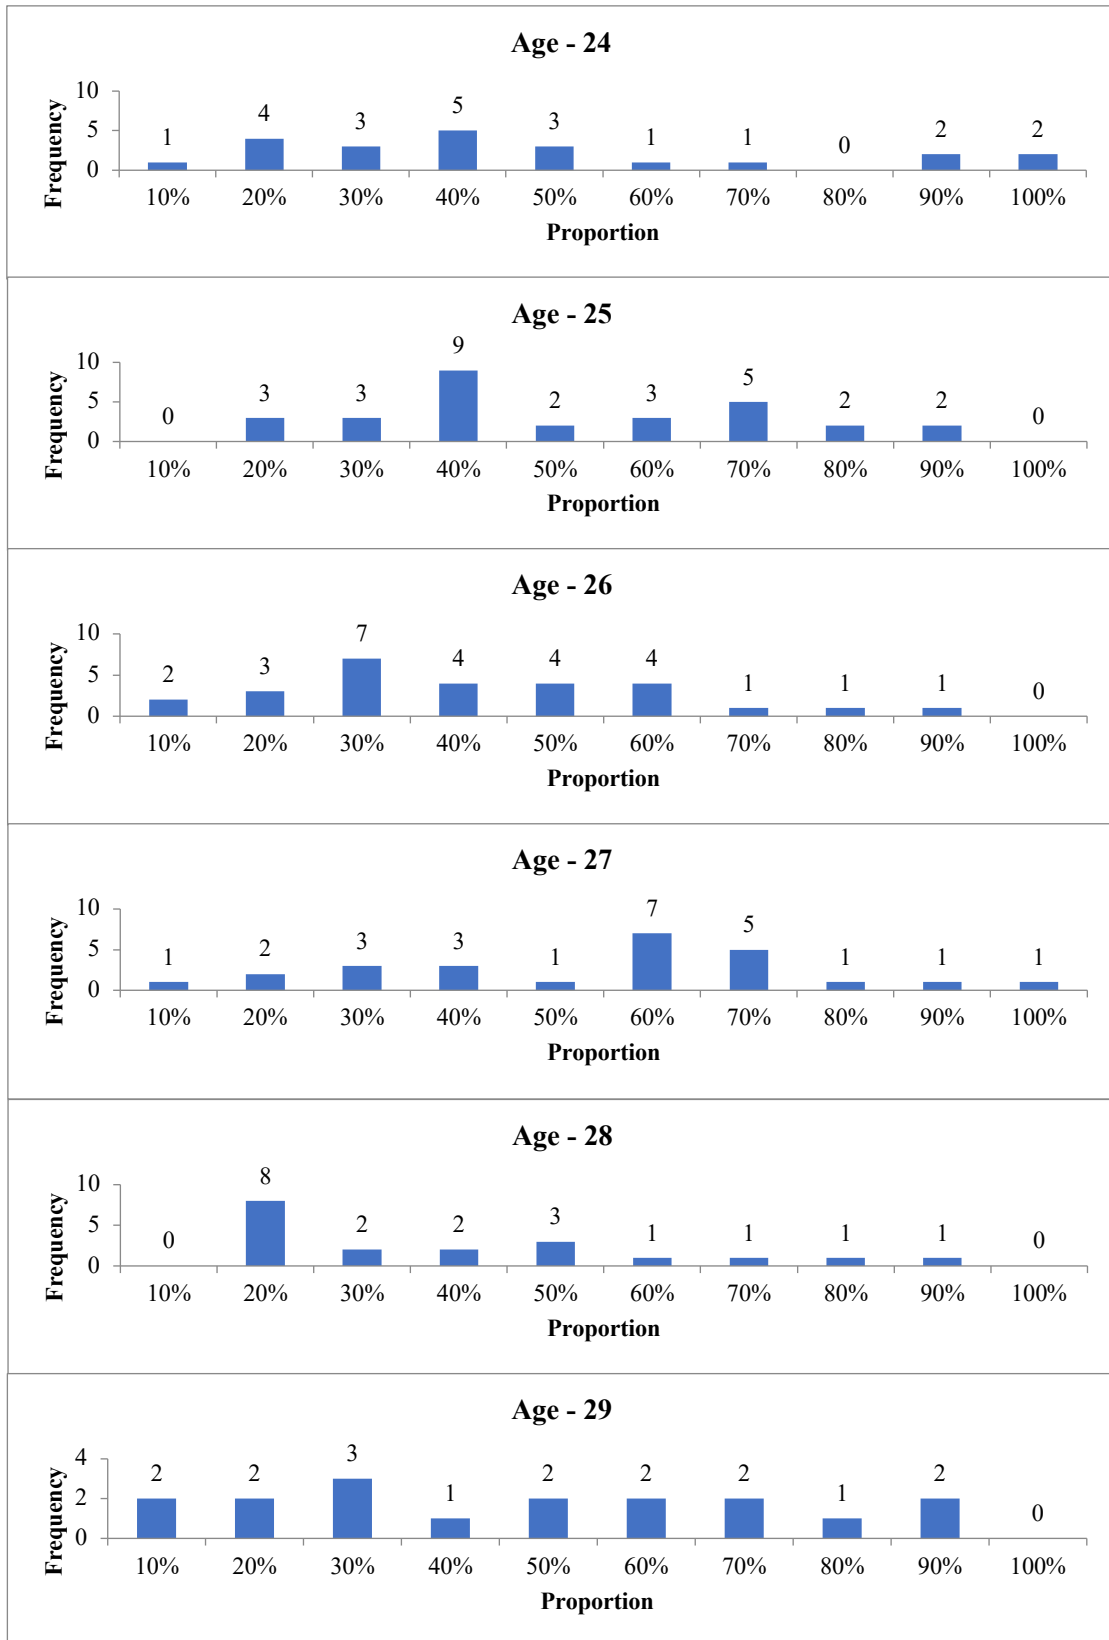 Age - 24
Frequency
10
5
0
1 4 3 5 3 1 1 0 2 2
10% 20% 30% 40% 50% 60% 70% 80% 90% 100%
Proportion
Age - 25
Frequency
10
5
0
0 3 3 9 2 3 5 2 2 0
10% 20% 30% 40% 50% 60% 70% 80% 90% 100%
Proportion
Age - 26
Frequency
10
5
0
2 3 7 4 4 4 1 1 1 0
10% 20% 30% 40% 50% 60% 70% 80% 90% 100%
Proportion
Age - 27
Frequency
10
5
0
1 2 3 3 1 7 5 1 1 1
10% 20% 30% 40% 50% 60% 70% 80% 90% 100%
Proportion
Age - 28
Frequency
10
5
0
0 8 2 2 3 1 1 1 1 0
10% 20% 30% 40% 50% 60% 70% 80% 90% 100%
Proportion
Age - 29
Frequency
4
2
0
2 2 3 1 2 2 2 1 2 0
10% 20% 30% 40% 50% 60% 70% 80% 90% 100%
Proportion